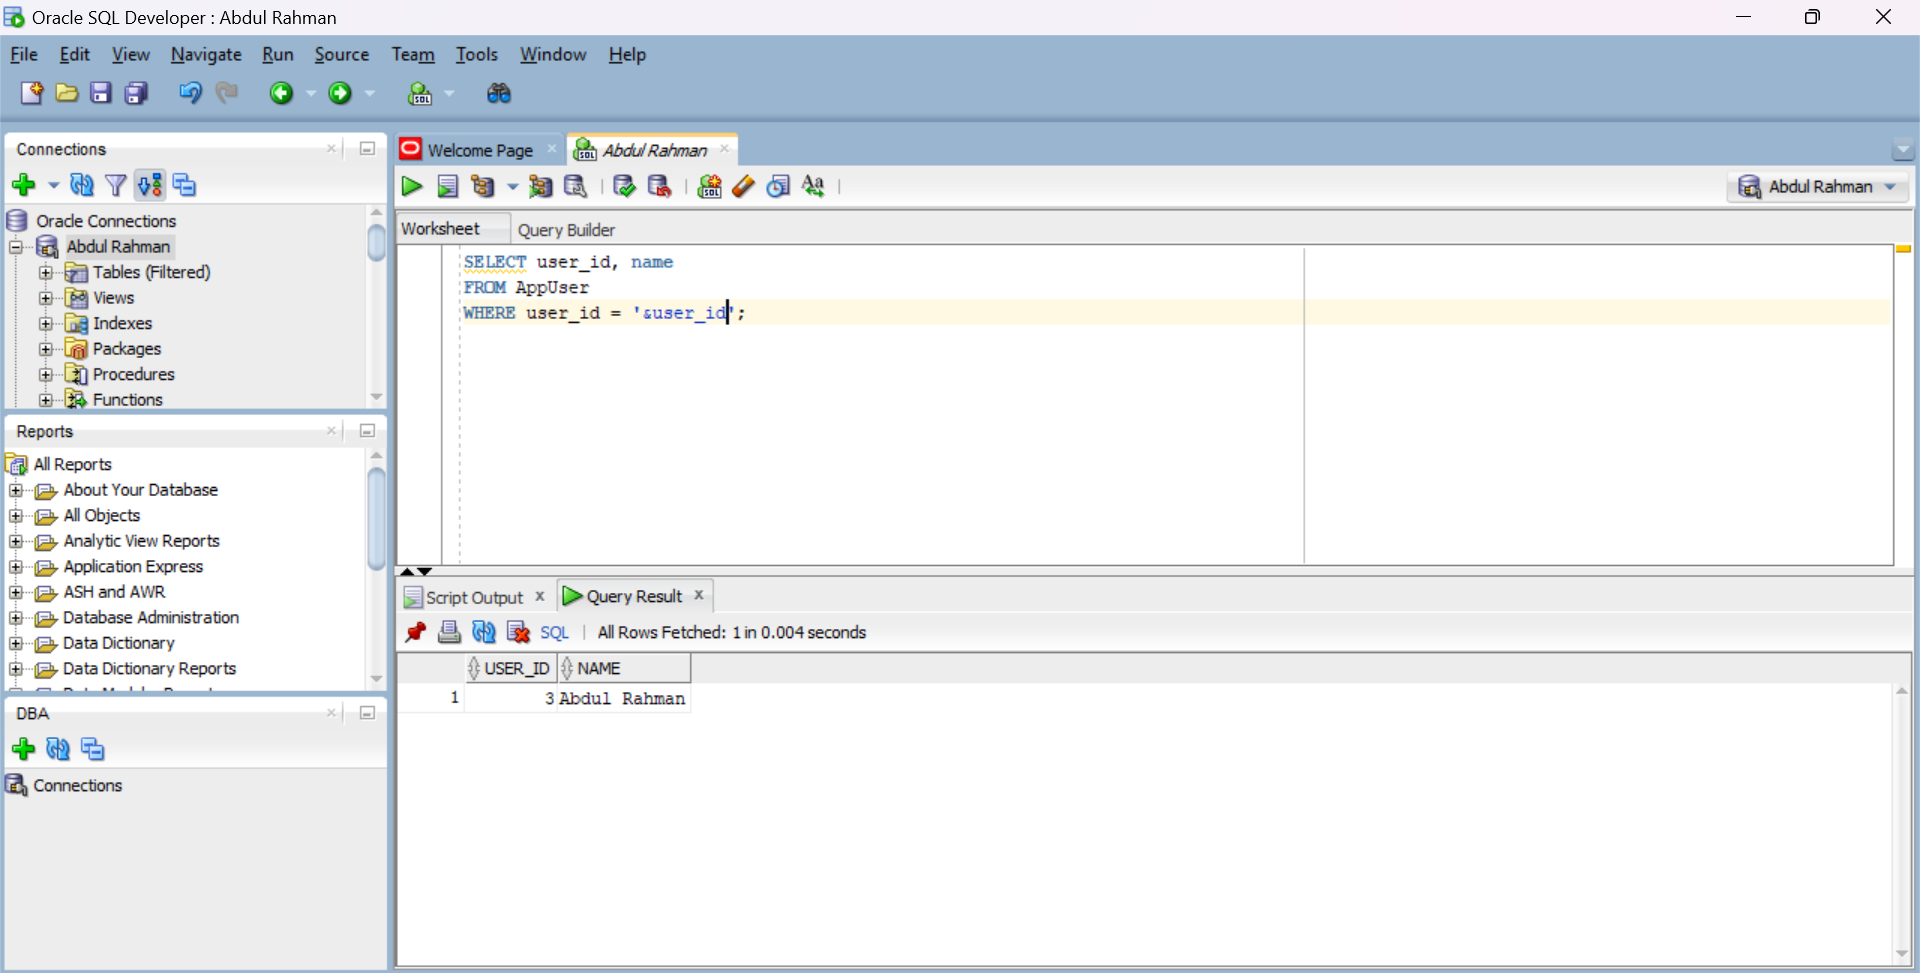 Oracle SQL Developer : Abdul Rahman
File Edit View Navigate Run Source Team Tools Window Help
Connections
Oracle Connections
Abdul Rahman
Tables (Filtered)
Views
Indexes
Packages
Procedures
Functions
Reports
All Reports
About Your Database
All Objects
Analytic View Reports
Application Express
ASH and AWR
Database Administration
Data Dictionary
Data Dictionary Reports
DBA
Connections
Welcome Page Abdul Rahman
Abdul Rahman
Worksheet Query Builder
SELECT user_id, name
FROM AppUser
WHERE user_id = '&user_id';
Script Output Query Result
SQL All Rows Fetched: 1 in 0.004 seconds
USER_ID NAME
1 3 Abdul Rahman